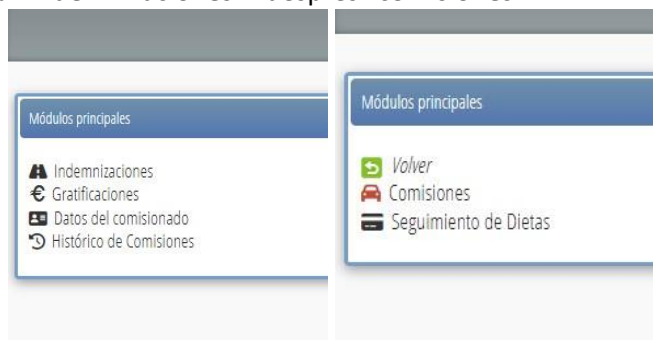 Módulos principales
Indemnizaciones
Gratificaciones
Datos del comisionado
Histórico de Comisiones
Módulos principales
Volver
Comisiones
Seguimiento de Dietas